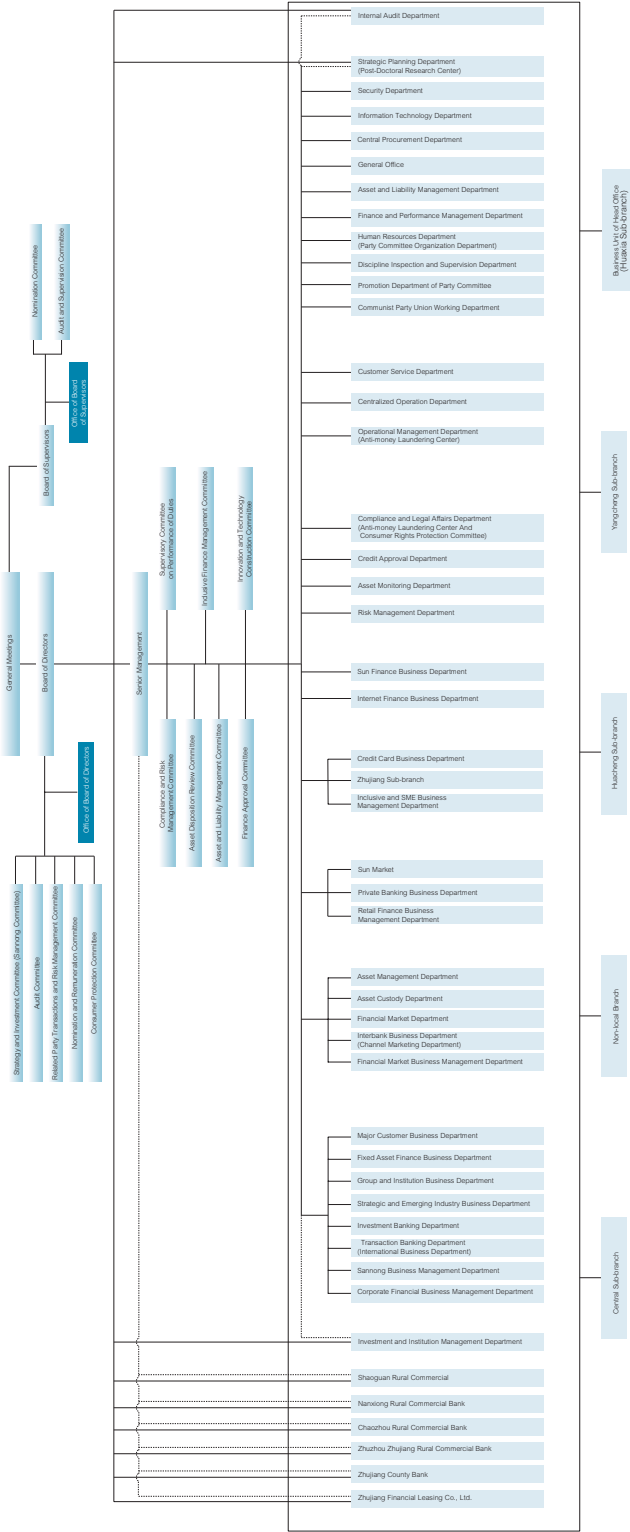 General Meetings
Board of Supervisors
Office of Board
of Supervisors
Nomination Committee
Audit and Supervision Committee
Board of Directors
Office of Board of Directors
Strategy and Investment Committee (Sannong Committee)
Audit Committee
Related Party Transactions and Risk Management Committee
Nomination and Remuneration Committee
Consumer Protection Committee
Senior Management
Supervisory Committee
on Performance of Duties
Inclusive Finance Management Committee
Innovation and Technology
Construction Committee
Compliance and Risk
Management Committee
Asset Disposition Review Committee
Asset and Liability Management Committee
Finance Approval Committee
Internal Audit Department
Strategic Planning Department
(Post-Doctoral Research Center)
Security Department
Information Technology Department
Central Procurement Department
General Office
Asset and Liability Management Department
Finance and Performance Management Department
Human Resources Department
(Party Committee Organization Department)
Discipline Inspection and Supervision Department
Promotion Department of Party Committee
Communist Party Union Working Department
Customer Service Department
Centralized Operation Department
Operational Management Department
(Anti-money Laundering Center)
Compliance and Legal Affairs Department
(Anti-money Laundering Center And
Consumer Rights Protection Committee)
Credit Approval Department
Asset Monitoring Department
Risk Management Department
Sun Finance Business Department
Internet Finance Business Department
Credit Card Business Department
Zhujiang Sub-branch
Inclusive and SME Business
Management Department
Sun Market
Private Banking Business Department
Retail Finance Business
Management Department
Asset Management Department
Asset Custody Department
Financial Market Department
Interbank Business Department
(Channel Marketing Department)
Financial Market Business Management Department
Major Customer Business Department
Fixed Asset Finance Business Department
Group and Institution Business Department
Strategic and Emerging Industry Business Department
Investment Banking Department
Transaction Banking Department
(International Business Department)
Sannong Business Management Department
Corporate Financial Business Management Department
Investment and Institution Management Department
Shaoguan Rural Commercial
Nanxiong Rural Commercial Bank
Chaozhou Rural Commercial Bank
Zhuzhou Zhujiang Rural Commercial Bank
Zhujiang County Bank
Zhujiang Financial Leasing Co., Ltd.
Business Unit of Head Office
(Huaxia Sub-branch)
Yangcheng Sub-branch
Huacheng Sub-branch
Non-local Branch
Central Sub-branch